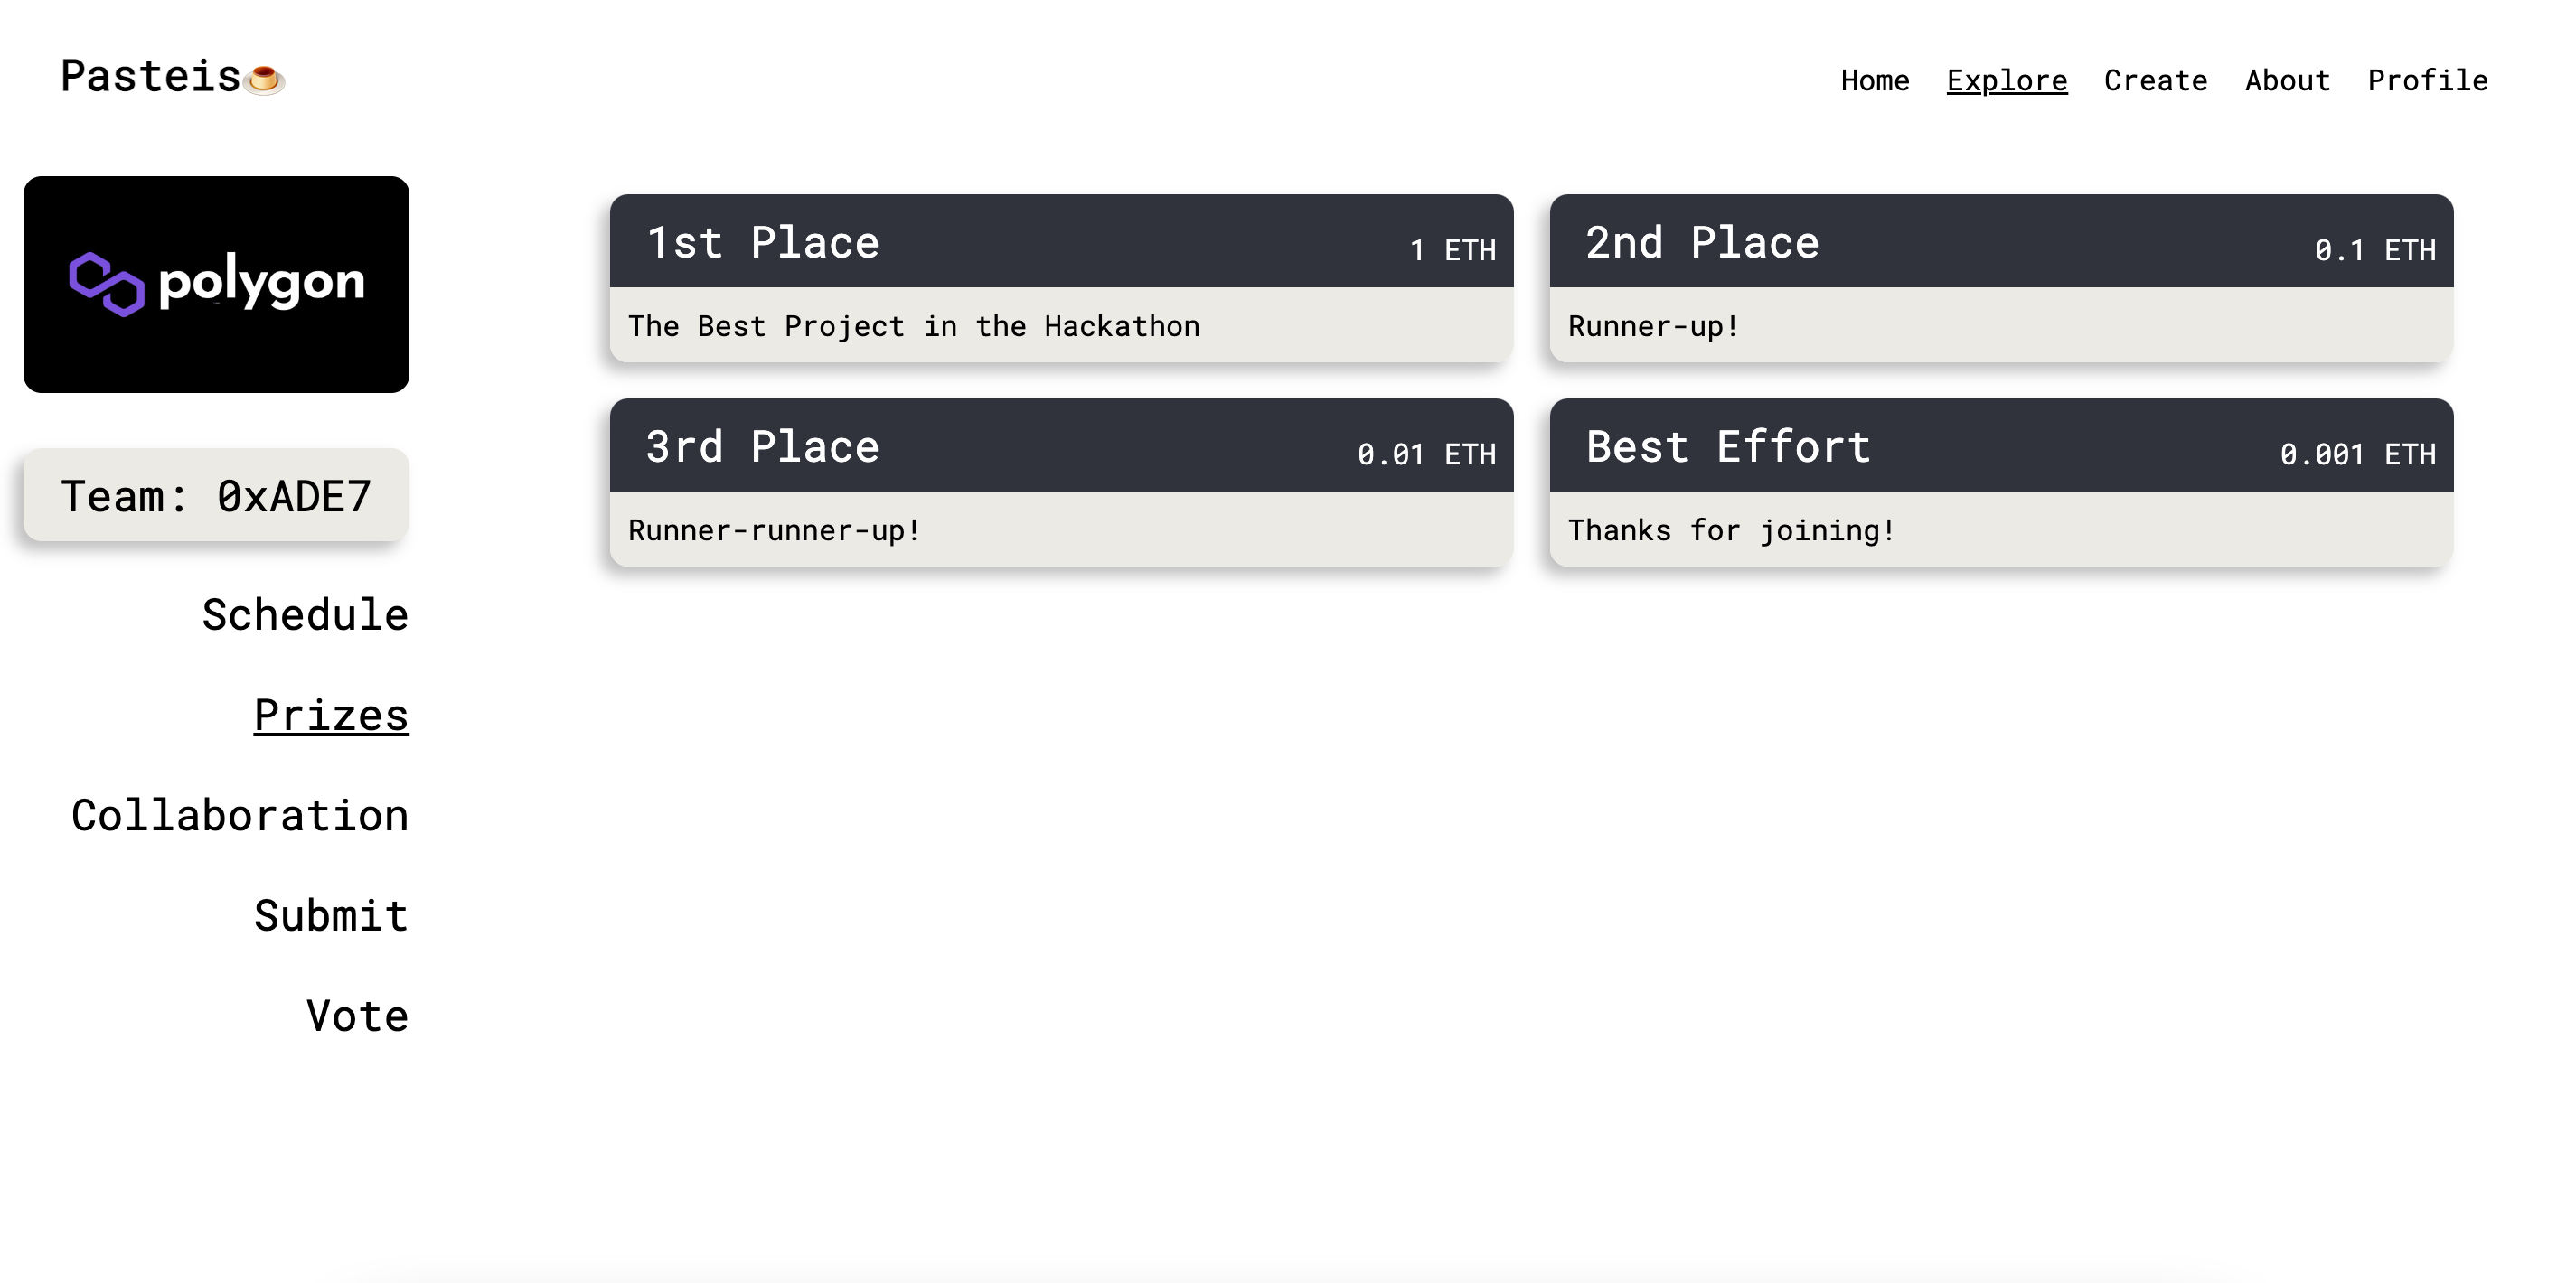 Pasteis
Home Explore Create About Profile
polygon
Team: 0xADE7
Schedule
Prizes
Collaboration
Submit
Vote
1st Place 1 ETH
The Best Project in the Hackathon
2nd Place 0.1 ETH
Runner-up!
3rd Place 0.01 ETH
Runner-runner-up!
Best Effort 0.001 ETH
Thanks for joining!